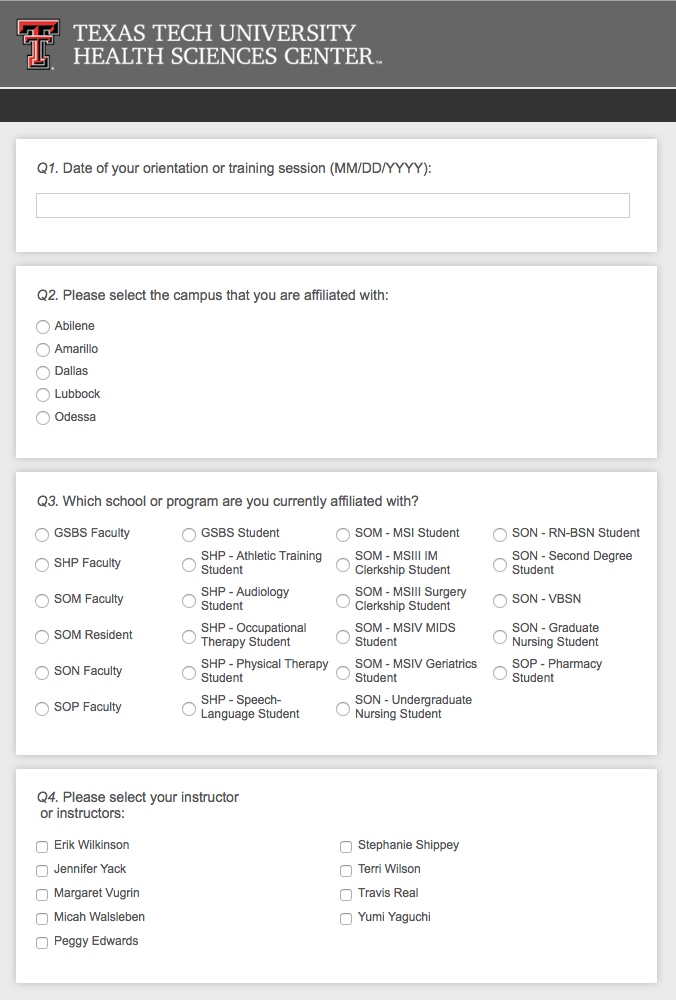 TEXAS TECH UNIVERSITY
HEALTH SCIENCES CENTER™
Q1. Date of your orientation or training session (MM/DD/YYYY):
Q2. Please select the campus that you are affiliated with:
Abilene
Amarillo
Dallas
Lubbock
Odessa
Q3. Which school or program are you currently affiliated with?
GSBS Faculty
SHP Faculty
SOM Faculty
SOM Resident
SON Faculty
SOP Faculty
GSBS Student
SHP - Athletic Training
Student
SHP - Audiology
Student
SHP - Occupational
Therapy Student
SHP - Physical Therapy
Student
SHP - Speech-
Language Student
SOM - MSI Student
SOM - MSIII IM
Clerkship Student
SOM - MSIII Surgery
Clerkship Student
SOM - MSIV MIDS
Student
SOM - MSIV Geriatrics
Student
SON - Undergraduate
Nursing Student
SON - RN-BSN Student
SON - Second Degree
Student
SON - VBSN
SON - Graduate
Nursing Student
SOP - Pharmacy
Student
Q4. Please select your instructor
or instructors:
Erik Wilkinson
Jennifer Yack
Margaret Vugrin
Micah Walsleben
Peggy Edwards
Stephanie Shippey
Terri Wilson
Travis Real
Yumi Yaguchi